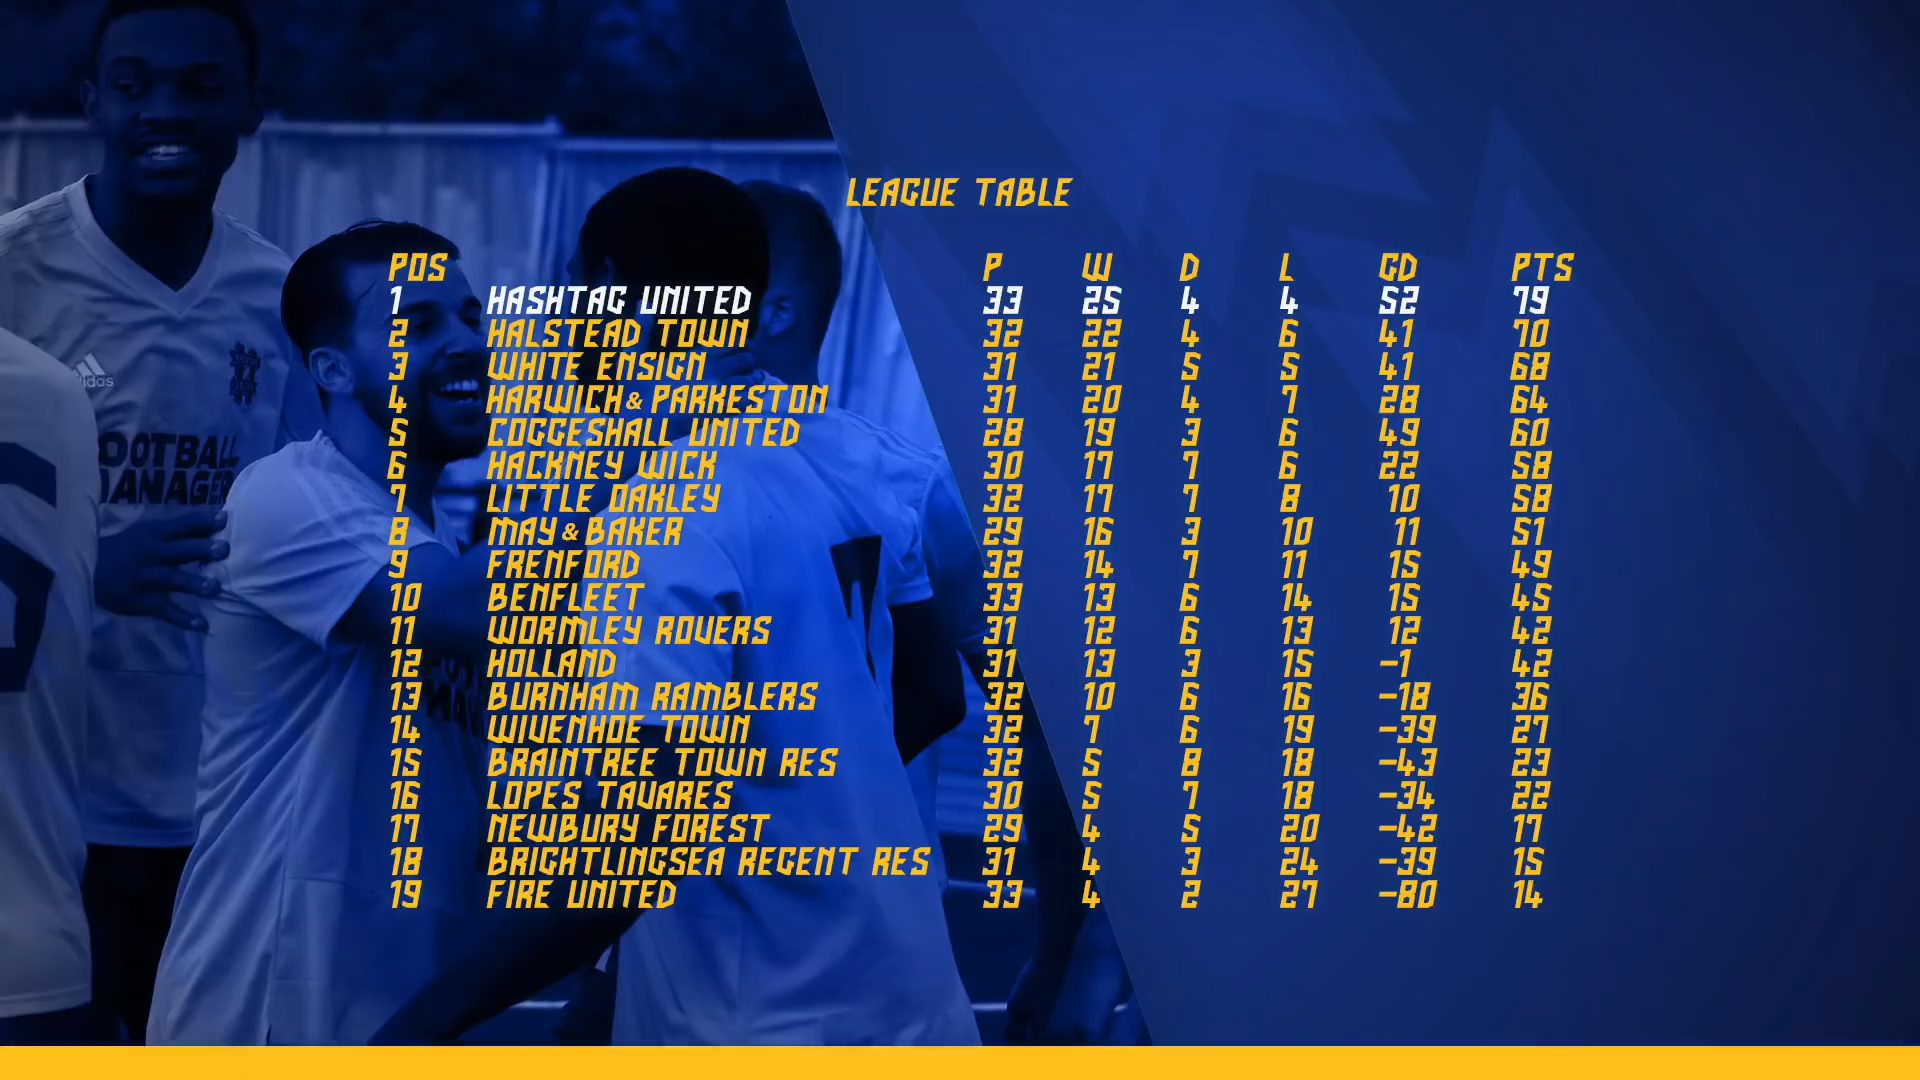 LEAGUE TABLE
POS P W D L GD PTS
1 HASHTAG UNITED 33 25 4 4 52 79
2 HALSTEAD TOWN 32 22 4 6 41 70
3 WHITE ENSIGN 31 21 5 5 41 68
4 HARWICH & PARKESTON 31 20 4 7 28 64
5 COGGESHALL UNITED 28 19 3 6 49 60
6 HACKNEY WICK 30 17 7 6 22 58
7 LITTLE OAKLEY 32 17 7 8 10 58
8 MAY & BAKER 29 16 3 10 11 51
9 FRENFORD 32 14 7 11 15 49
10 BENFLEET 33 13 6 14 15 45
11 WORMLEY ROVERS 31 12 6 13 12 42
12 HOLLAND 31 13 3 15 -1 42
13 BURNHAM RAMBLERS 32 10 6 16 -18 36
14 WIVENHOE TOWN 32 7 6 19 -39 27
15 BRAINTREE TOWN RES 32 5 8 18 -43 23
16 LOPES TAVARES 30 5 7 18 -34 22
17 NEWBURY FOREST 29 4 5 20 -42 17
18 BRIGHTLINGSEA REGENT RES 31 4 3 24 -39 15
19 FIRE UNITED 33 4 2 27 -80 14